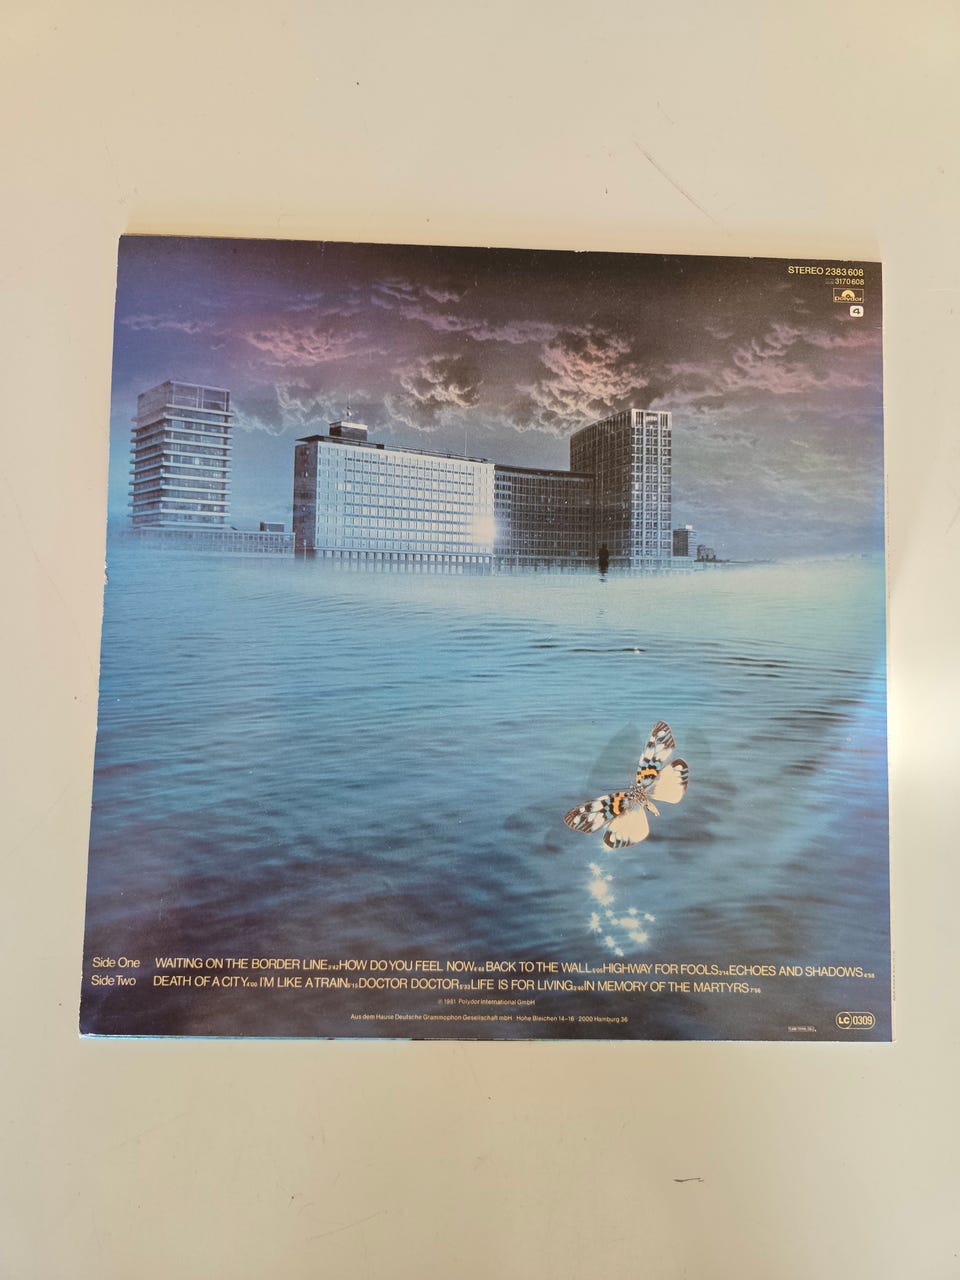 STEREO 2383 608
3170 608
Polydor
4
Side One WAITING ON THE BORDER LINE HOW DO YOU FEEL NOW BACK TO THE WALL HIGHWAY FOR FOOLS ECHOES AND SHADOWS
Side Two DEATH OF A CITY I'M LIKE A TRAIN DOCTOR DOCTOR LIFE IS FOR LIVING IN MEMORY OF THE MARTYRS 7'56
℗ 1981 Polydor International GmbH
Aus dem Hause Deutsche Grammophon Gesellschaft mbH · Hohe Bleichen 14-16 · 2000 Hamburg 36
LC 0309